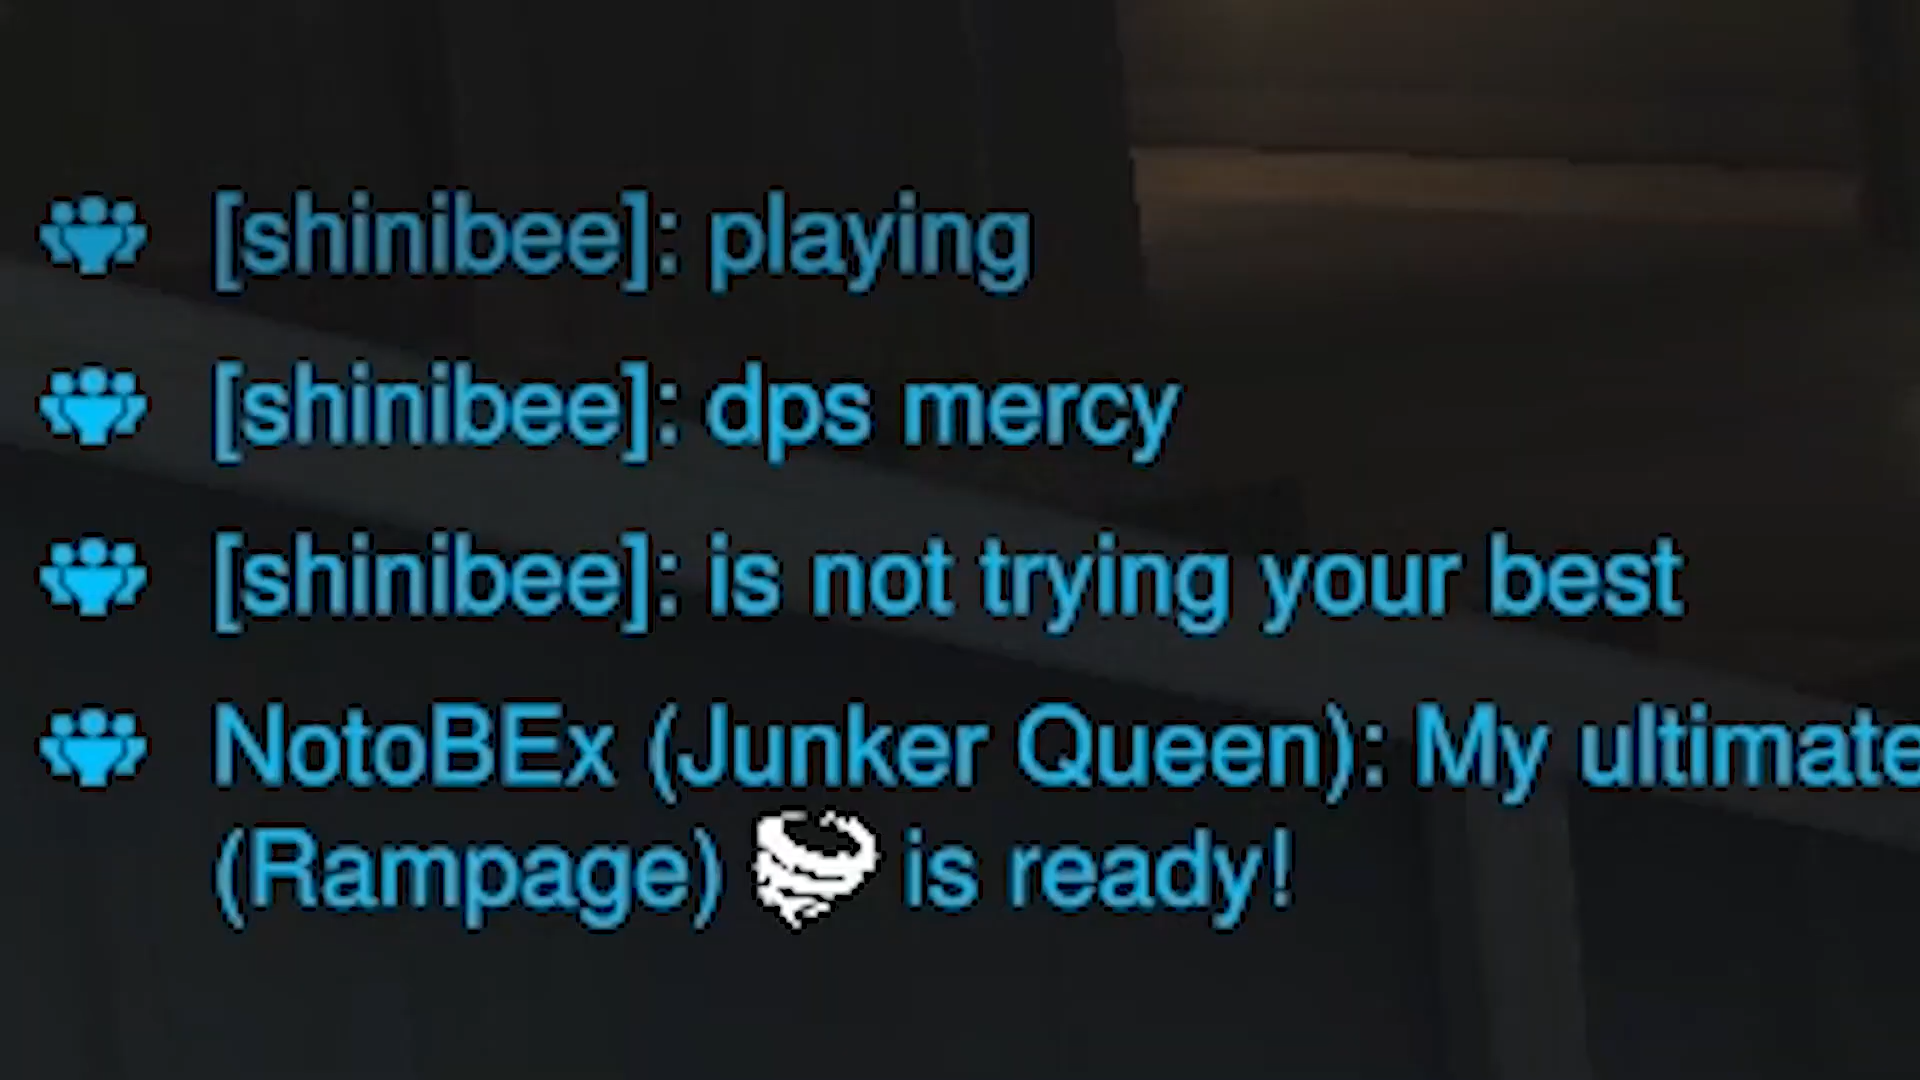 [shinibee]: playing
[shinibee]: dps mercy
[shinibee]: is not trying your best
NotoBEx (Junker Queen): My ultimate
(Rampage) is ready!